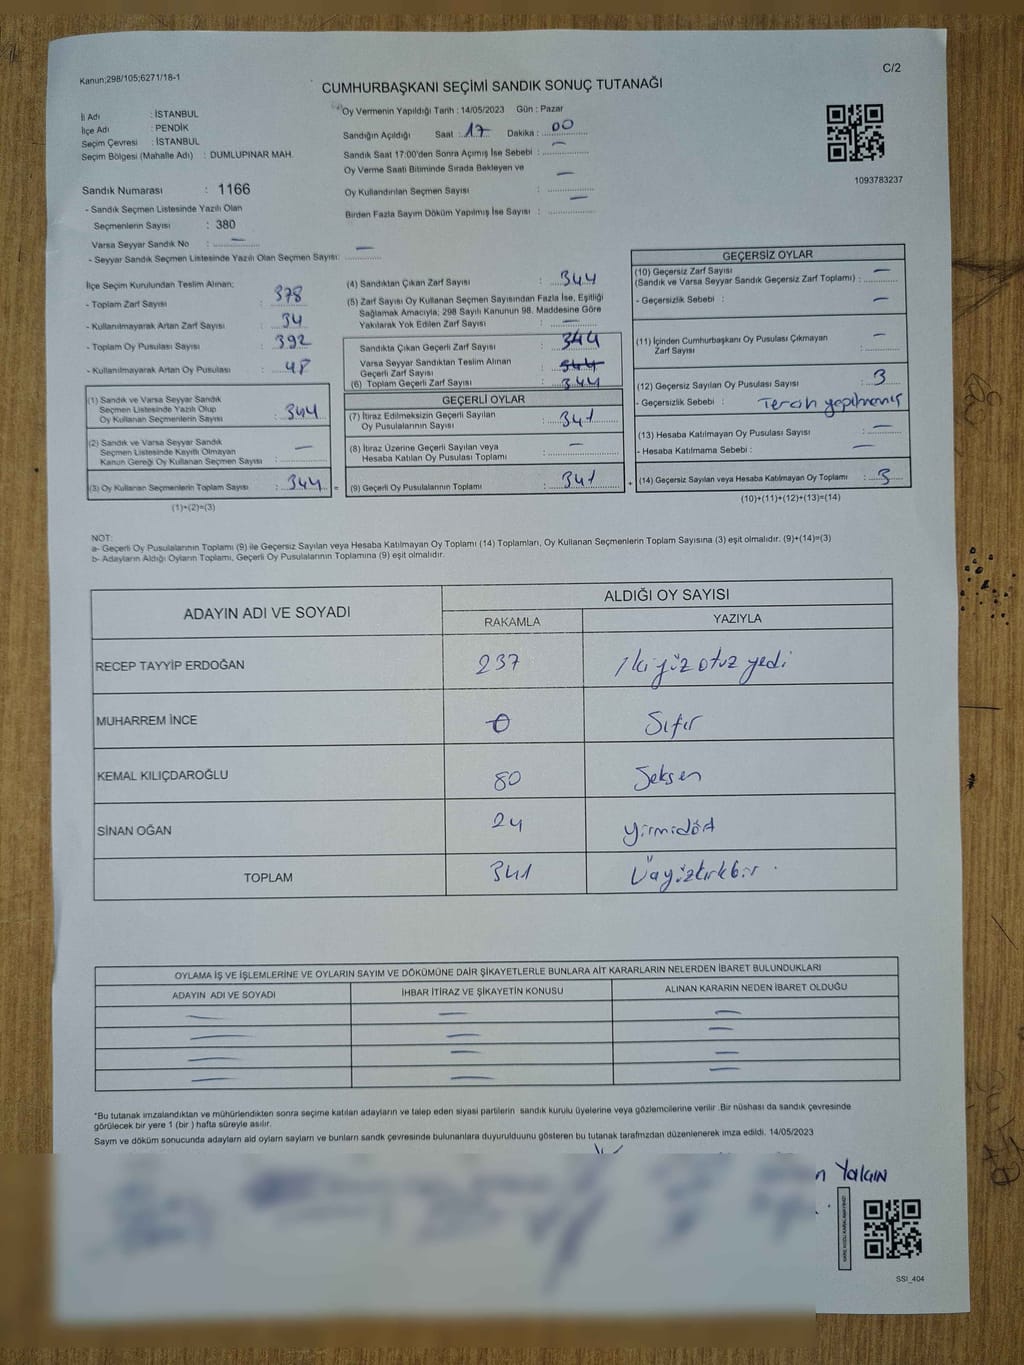 Kanun;298/105;6271/18-1
C/2
CUMHURBAŞKANI SEÇİMİ SANDIK SONUÇ TUTANAĞI
İl Adı : İSTANBUL
İlçe Adı : PENDİK
Seçim Çevresi : İSTANBUL
Seçim Bölgesi (Mahalle Adı) : DUMLUPINAR MAH.
Oy Vermenin Yapıldığı Tarih : 14/05/2023 Gün : Pazar
Sandığın Açıldığı Saat : 17 Dakika : 00
Sandık Saat 17:00'den Sonra Açımış İse Sebebi : —
Oy Verme Saati Bitiminde Sırada Bekleyen ve
Oy Kullandırılan Seçmen Sayısı : —
Birden Fazla Sayım Döküm Yapılmış İse Sayısı : —
1093783237
Sandık Numarası : 1166
- Sandık Seçmen Listesinde Yazılı Olan
Seçmenlerin Sayısı : 380
Varsa Seyyar Sandık No : —
- Seyyar Sandık Seçmen Listesinde Yazılı Olan Seçmen Sayısı: —
İlçe Seçim Kurulundan Teslim Alınan;
- Toplam Zarf Sayısı : 378
- Kullanılmayarak Artan Zarf Sayısı : 34
- Toplam Oy Pusulası Sayısı : 392
- Kullanılmayarak Artan Oy Pusulası : 48
(1) Sandık ve Varsa Seyyar Sandık
Seçmen Listesinde Yazılı Olup
Oy Kullanan Seçmenlerin Sayısı : 344
(2) Sandık ve Varsa Seyyar Sandık
Seçmen Listesinde Kayıtlı Olmayan
Kanun Gereği Oy Kullanan Seçmen Sayısı : —
(3) Oy Kullanan Seçmenlerin Toplam Sayısı : 344 =
(1)+(2)=(3)
(4) Sandıktan Çıkan Zarf Sayısı : 344
(5) Zarf Sayısı Oy Kullanan Seçmen Sayısından Fazla İse, Eşitliği
Sağlamak Amacıyla; 298 Sayılı Kanunun 98. Maddesine Göre
Yakılarak Yok Edilen Zarf Sayısı : —
Sandıkta Çıkan Geçerli Zarf Sayısı : 344
Varsa Seyyar Sandıktan Teslim Alınan
Geçerli Zarf Sayısı :
(6) Toplam Geçerli Zarf Sayısı : 344
GEÇERLİ OYLAR
(7) İtiraz Edilmeksizin Geçerli Sayılan
Oy Pusulalarının Sayısı : 341
(8) İtiraz Üzerine Geçerli Sayılan veya
Hesaba Katılan Oy Pusulası Toplamı : —
(9) Geçerli Oy Pusulalarının Toplamı : 341 +
GEÇERSİZ OYLAR
(10) Geçersiz Zarf Sayısı
(Sandık ve Varsa Seyyar Sandık Geçersiz Zarf Toplamı) : —
- Geçersizlik Sebebi : —
(11) İçinden Cumhurbaşkanı Oy Pusulası Çıkmayan
Zarf Sayısı : —
(12) Geçersiz Sayılan Oy Pusulası Sayısı : 3
- Geçersizlik Sebebi : Tercih yapılmamış
(13) Hesaba Katılmayan Oy Pusulası Sayısı : —
- Hesaba Katılmama Sebebi : —
(14) Geçersiz Sayılan veya Hesaba Katılmayan Oy Toplamı : 3
(10)+(11)+(12)+(13)=(14)
NOT:
a- Geçerli Oy Pusulalarının Toplamı (9) ile Geçersiz Sayılan veya Hesaba Katılmayan Oy Toplamı (14) Toplamları, Oy Kullanan Seçmenlerin Toplam Sayısına (3) eşit olmalıdır. (9)+(14)=(3)
b- Adayların Aldığı Oyların Toplamı, Geçerli Oy Pusulalarının Toplamına (9) eşit olmalıdır.
ADAYIN ADI VE SOYADI ALDIĞI OY SAYISI
RAKAMLA YAZIYLA
RECEP TAYYİP ERDOĞAN 237 İkiyüz otuz yedi
MUHARREM İNCE 0 Sıfır
KEMAL KILIÇDAROĞLU 80 Seksen
SİNAN OĞAN 24 Yirmidört
TOPLAM 341 Üçyüzkırkbir
OYLAMA İŞ VE İŞLEMLERİNE VE OYLARIN SAYIM VE DÖKÜMÜNE DAİR ŞİKAYETLERLE BUNLARA AİT KARARLARIN NELERDEN İBARET BULUNDUKLARI
ADAYIN ADI VE SOYADI İHBAR İTİRAZ VE ŞİKAYETİN KONUSU ALINAN KARARIN NEDEN İBARET OLDUĞU
— — —
— — —
— — —
— — —
*Bu tutanak imzalandıktan ve mühürlendikten sonra seçime katılan adayların ve talep eden siyasi partilerin sandık kurulu üyelerine veya gözlemcilerine verilir .Bir nüshası da sandık çevresinde
görülecek bir yere 1 (bir ) hafta süreyle asılır.
Sayım ve döküm sonucunda adayların ald oyların sayların ve bunların sandk çevresinde bulunanlara duyurulduunu gösteren bu tutanak tarafmzdan düzenlenerek imza edildi. 14/05/2023
Yalçın
SSI_404